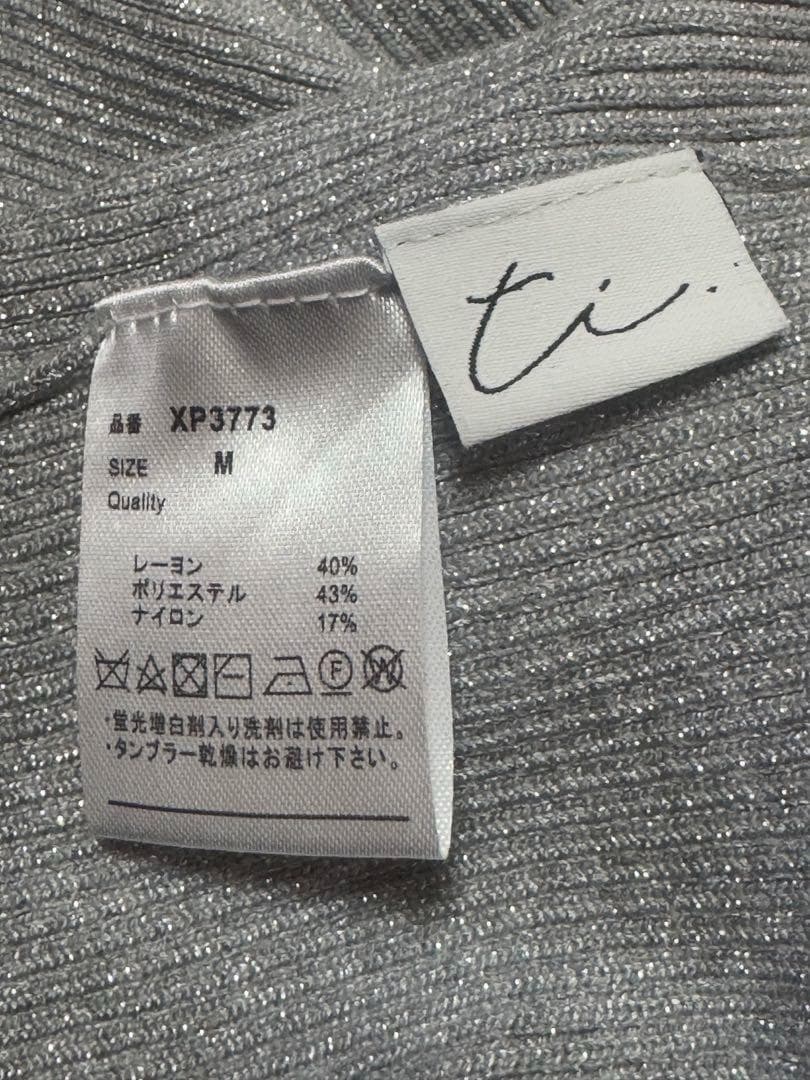 ti.
品番 XP3773
SIZE M
Quality
レーヨン 40%
ポリエステル 43%
ナイロン 17%
F W
・蛍光増白剤入り洗剤は使用禁止。
・タンブラー乾燥はお避け下さい。